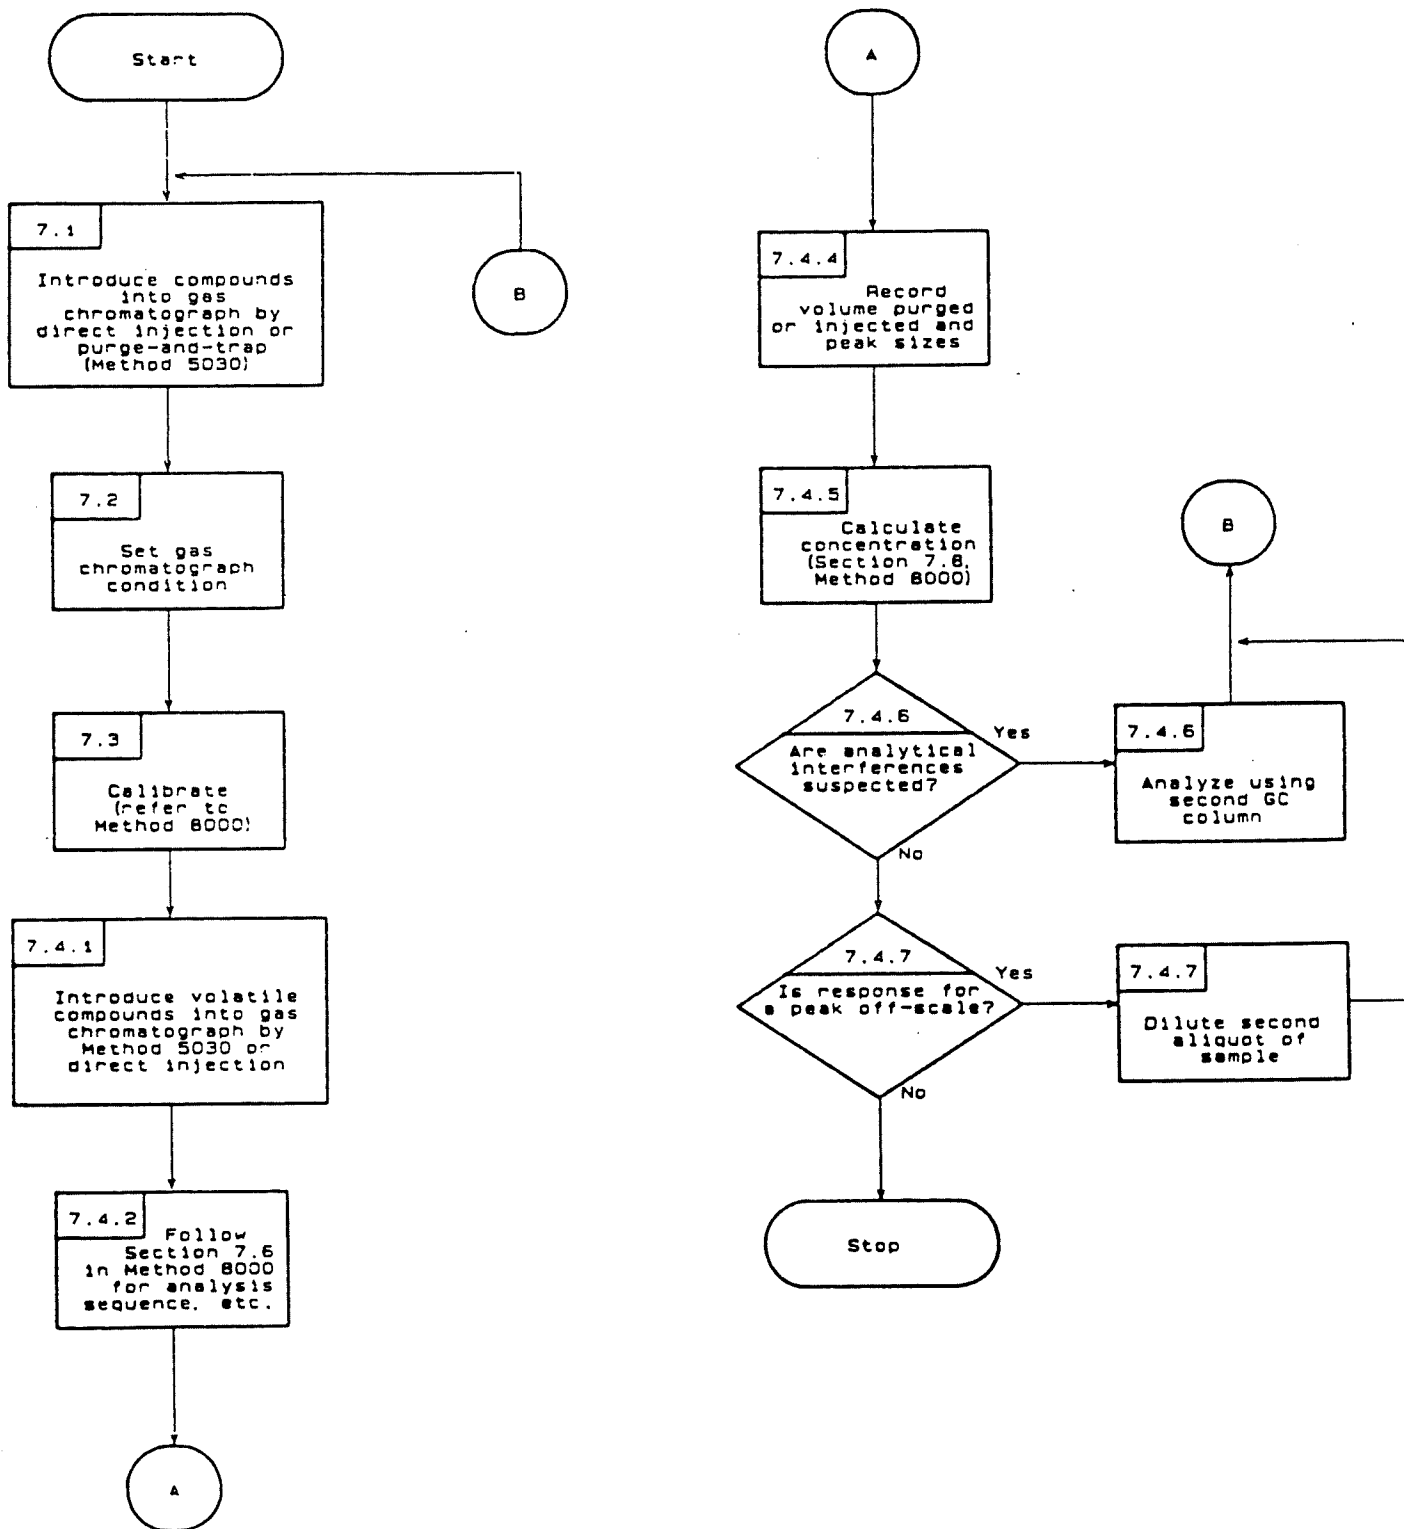 Start
7.1
Introduce compounds
into gas
chromatograph by
direct injection or
purge-and-trap
(Method 5030)
B
7.2
Set gas
chromatograph
condition
7.3
Calibrate
(refer to
Method 8000)
7.4.1
Introduce volatile
compounds into gas
chromatograph by
Method 5030 or
direct injection
7.4.2
Follow
Section 7.6
in Method 8000
for analysis
sequence, etc.
A
A
7.4.4
Record
volume purged
or injected and
peak sizes
7.4.5
Calculate
concentration
(Section 7.8,
Method 8000)
B
7.4.6
Are analytical
interferences
suspected?
Yes
7.4.6
Analyze using
second GC
column
No
7.4.7
Is response for
a peak off-scale?
Yes
7.4.7
Dilute second
aliquot of
sample
No
Stop